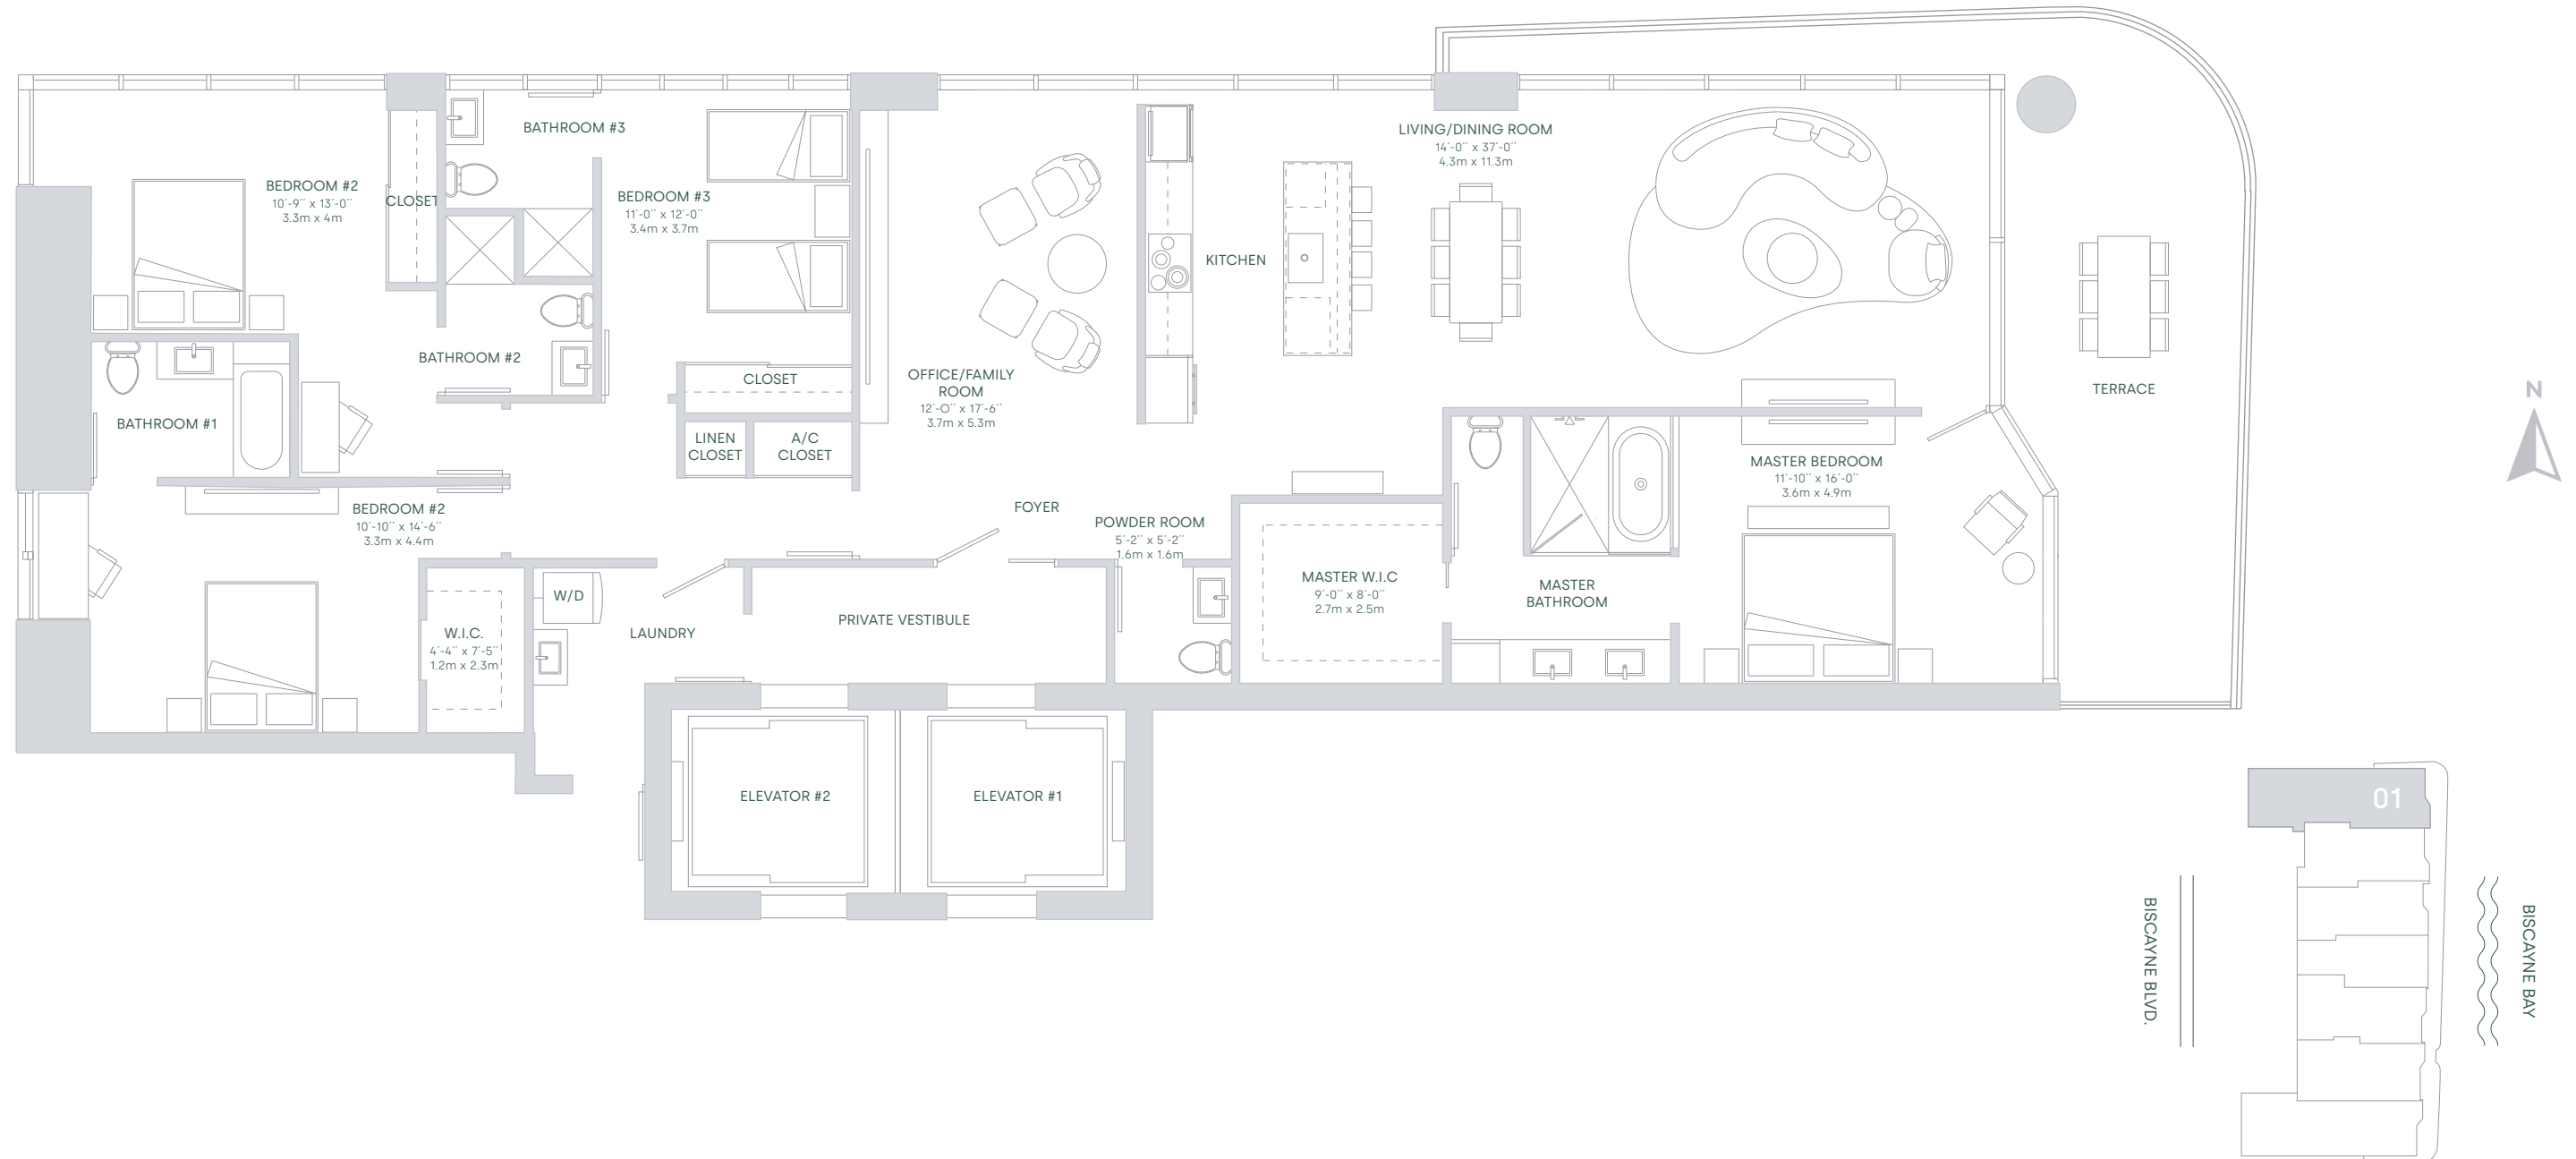 BATHROOM #3
LIVING/DINING ROOM
14'-0'' x 37'-0''
4.3m x 11.3m
BEDROOM #2
10'-9'' x 13'-0''
3.3m x 4m
CLOSET
BEDROOM #3
11'-0'' x 12'-0''
3.4m x 3.7m
KITCHEN
BATHROOM #2
CLOSET
OFFICE/FAMILY
ROOM
12'-O'' x 17'-6''
3.7m x 5.3m
TERRACE
N
BATHROOM #1
LINEN
CLOSET
A/C
CLOSET
MASTER BEDROOM
11'-10'' x 16'-0''
3.6m x 4.9m
BEDROOM #2
10'-10'' x 14'-6''
3.3m x 4.4m
FOYER
POWDER ROOM
5'-2'' x 5'-2''
1.6m x 1.6m
MASTER W.I.C
9'-0'' x 8'-0''
2.7m x 2.5m
MASTER
BATHROOM
W/D
LAUNDRY
PRIVATE VESTIBULE
W.I.C.
4'-4'' x 7'-5''
1.2m x 2.3m
ELEVATOR #2
ELEVATOR #1
01
BISCAYNE BLVD.
BISCAYNE BAY